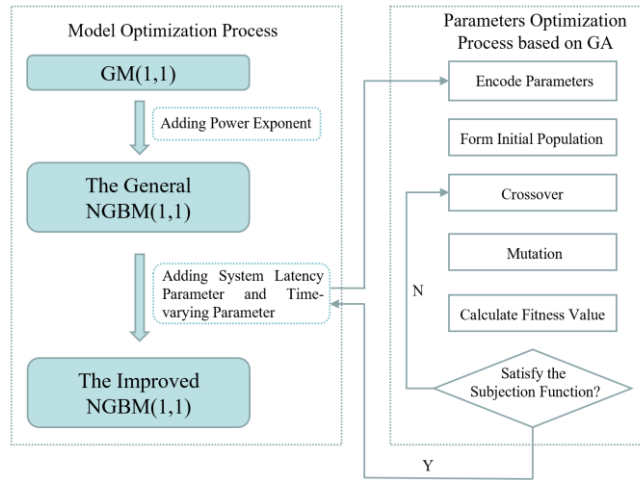 Model Optimization Process
GM(1,1)
Adding Power Exponent
The General
NGBM(1,1)
Adding System Latency
Parameter and Time-
varying Parameter
The Improved
NGBM(1,1)
Parameters Optimization
Process based on GA
Encode Parameters
Form Initial Population
Crossover
Mutation
N
Calculate Fitness Value
Satisfy the
Subjection Function?
Y